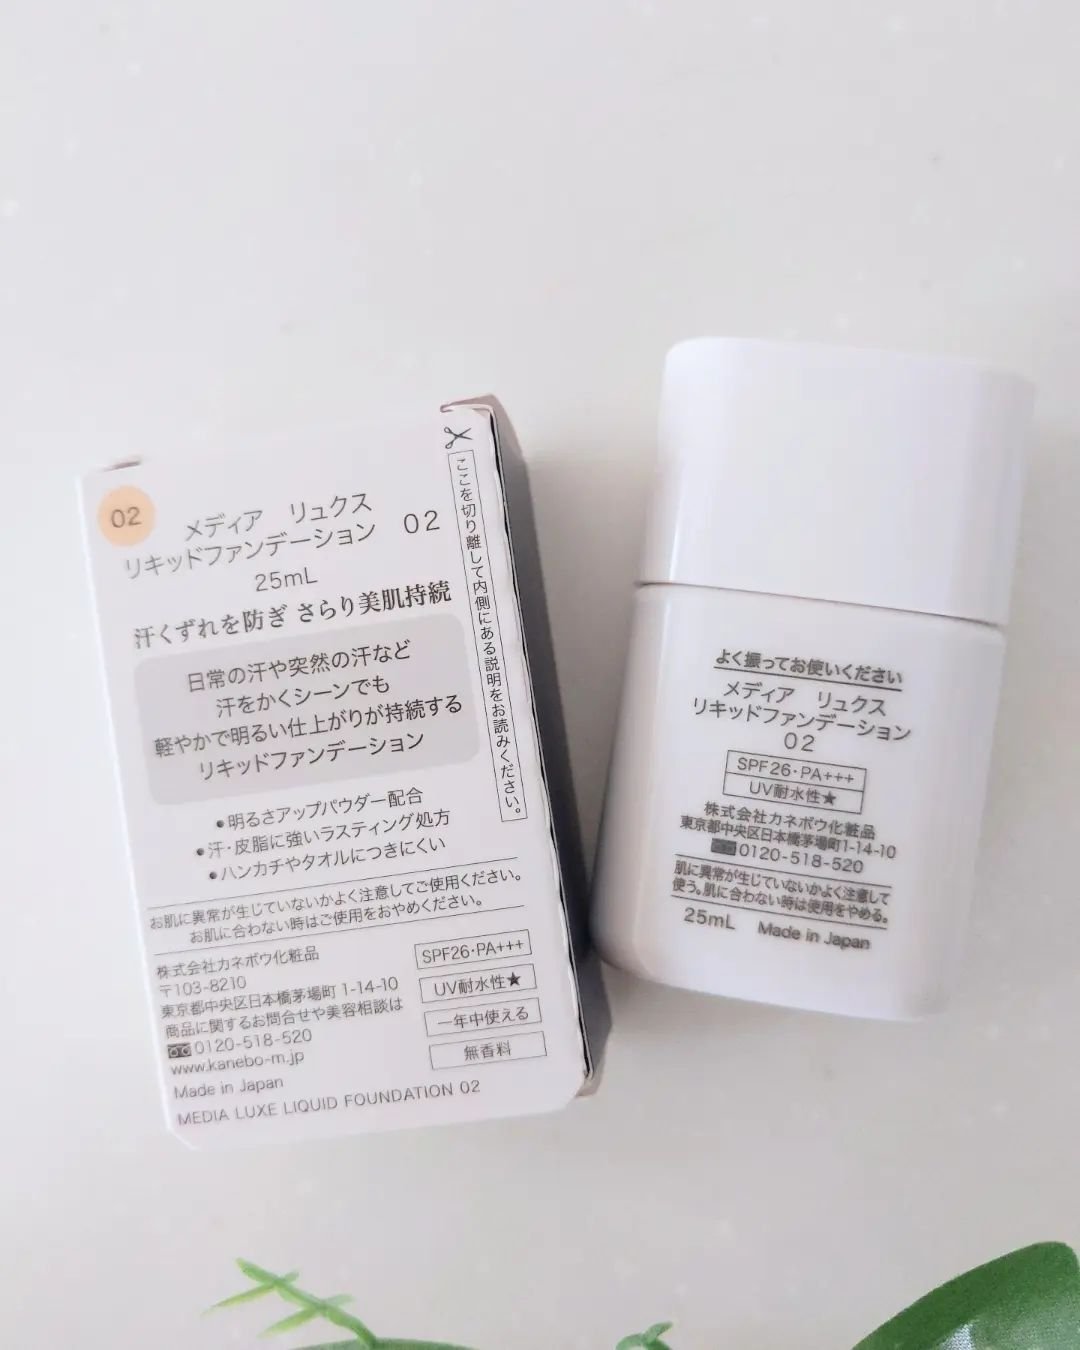 02
メディア リュクス
リキッドファンデーション 02
25mL
汗くずれを防ぎ さらり美肌持続
日常の汗や突然の汗など
汗をかくシーンでも
軽やかで明るい仕上がりが持続する
リキッドファンデーション
•明るさアップパウダー配合
•汗・皮脂に強いラスティング処方
•ハンカチやタオルにつきにくい
お肌に異常が生じていないかよく注意してご使用ください。
お肌に合わない時はご使用をおやめください。
株式会社カネボウ化粧品
〒103-8210
東京都中央区日本橋茅場町 1-14-10
商品に関するお問合せや美容相談は
0120-518-520
www.kanebo-m.jp
Made in Japan
MEDIA LUXE LIQUID FOUNDATION 02
SPF26・PA+++
UV耐水性★
一年中使える
無香料
ここを切り離して内側にある説明をお読みください。
よく振ってお使いください
メディア リュクス
リキッドファンデーション
02
SPF26・PA+++
UV耐水性★
株式会社カネボウ化粧品
東京都中央区日本橋茅場町1-14-10
0120-518-520
肌に異常が生じていないかよく注意して
使う。肌に合わない時は使用をやめる。
25mL Made in Japan